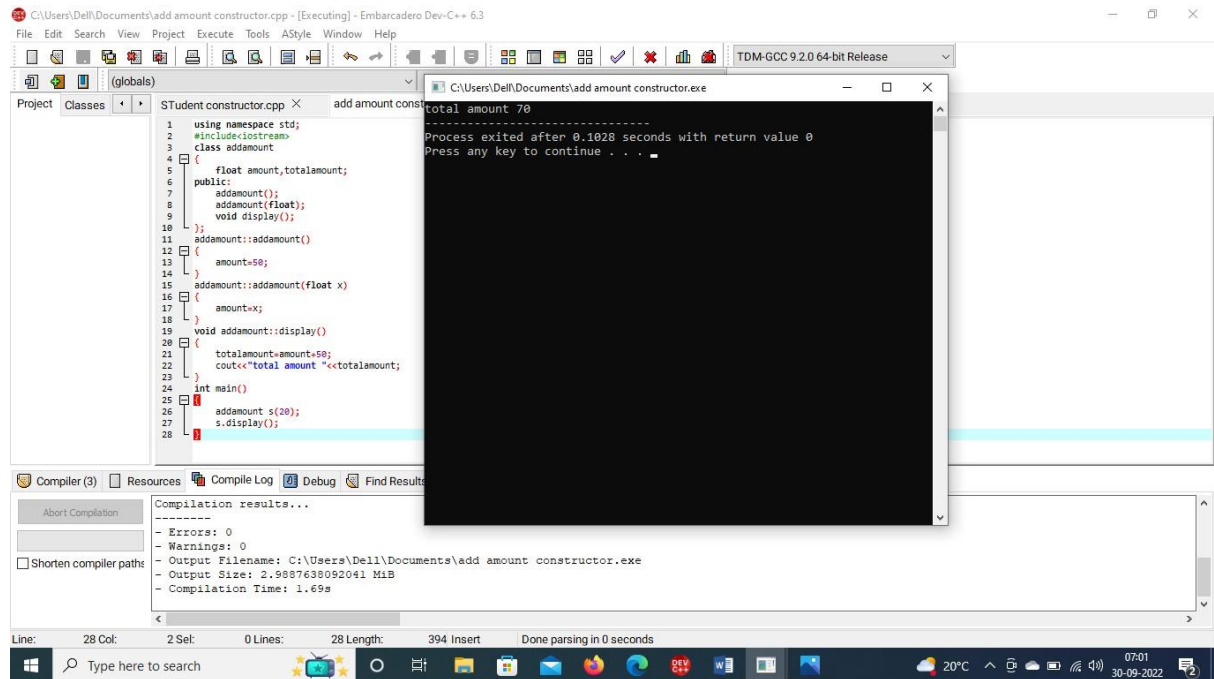 C:\Users\Dell\Documents\add amount constructor.cpp - [Executing] - Embarcadero Dev-C++ 6.3
File Edit Search View Project Execute Tools AStyle Window Help
TDM-GCC 9.2.0 64-bit Release
(globals)
Project Classes
STudent constructor.cpp add amount const
1 using namespace std;
2 #include<iostream>
3 class addamount
4 {
5 float amount,totalamount;
6 public:
7 addamount();
8 addamount(float);
9 void display();
10 };
11 addamount::addamount()
12 {
13 amount=50;
14 }
15 addamount::addamount(float x)
16 {
17 amount=x;
18 }
19 void addamount::display()
20 {
21 totalamount=amount+50;
22 cout<<"total amount "<<totalamount;
23 }
24 int main()
25 {
26 addamount s(20);
27 s.display();
28 }
C:\Users\Dell\Documents\add amount constructor.exe
total amount 70
--------------------------------
Process exited after 0.1028 seconds with return value 0
Press any key to continue . . .
Compiler (3) Resources Compile Log Debug Find Results
Abort Compilation
Shorten compiler paths
Compilation results...
--------
- Errors: 0
- Warnings: 0
- Output Filename: C:\Users\Dell\Documents\add amount constructor.exe
- Output Size: 2.9887638092041 MiB
- Compilation Time: 1.69s
Line: 28 Col: 2 Sel: 0 Lines: 28 Length: 394 Insert Done parsing in 0 seconds
Type here to search
DEV C++
20°C
07:01
30-09-2022
2